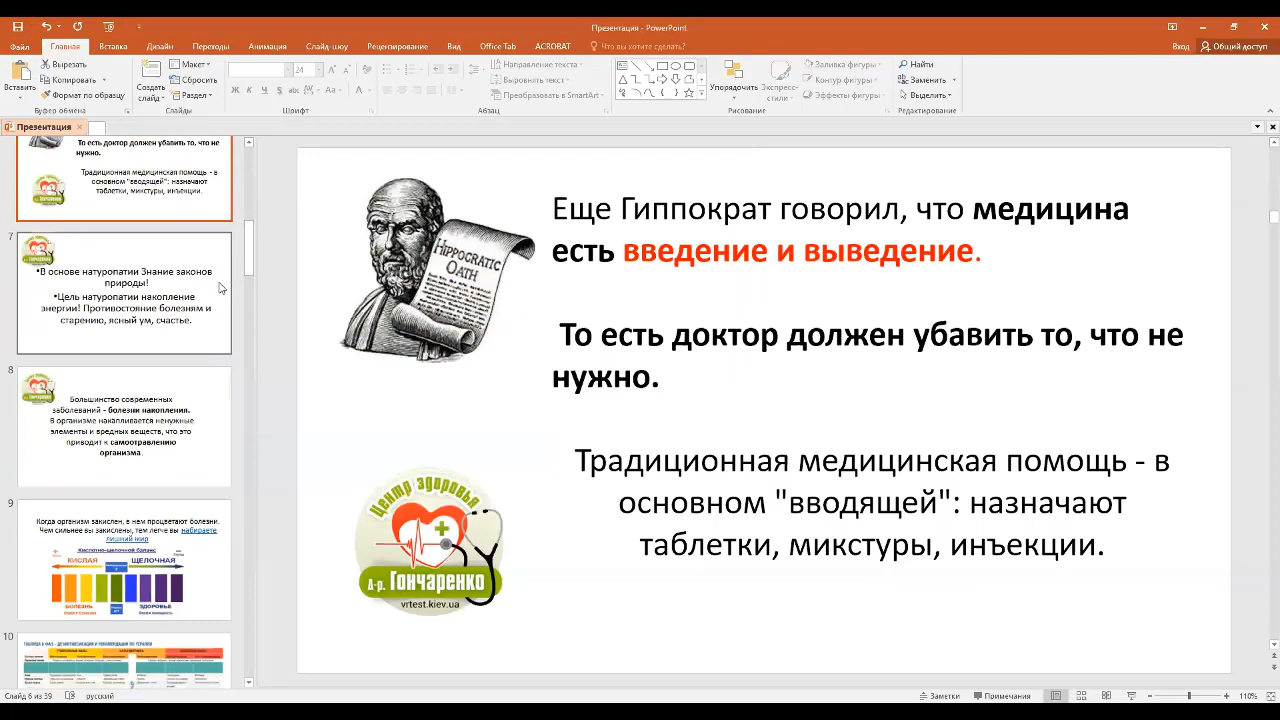 Презентация - PowerPoint
Файл Главная Вставка Дизайн Переходы Анимация Слайд-шоу Рецензирование Вид Office Tab ACROBAT Что вы хотите сделать? Вход Общий доступ
Вставить
Вырезать
Копировать
Формат по образцу
Буфер обмена
Создать слайд
Макет
Сбросить
Раздел
Слайды
24
Шрифт
Направление текста
Выровнять текст
Преобразовать в SmartArt
Абзац
Упорядочить
Экспресс-стили
Заливка фигуры
Контур фигуры
Эффекты фигуры
Рисование
Найти
Заменить
Выделить
Редактирование
Презентация
То есть доктор должен убавить то, что не
нужно.
Традиционная медицинская помощь - в
основном "вводящей": назначают
таблетки, микстуры, инъекции.
7
•В основе натуропатии Знание законов
природы!
•Цель натуропатии накопление
энергии! Противостояние болезням и
старению, ясный ум, счастье.
8
Большинство современных
заболеваний - болезни накопления.
В организме накапливается ненужные
элементы и вредных веществ, что это
приводит к самоотравлению
организма.
9
Когда организм закислен, в нем процветают болезни.
Чем сильнее вы закислены, тем легче вы набираете
лишний жир
Кислотно-щелочной баланс
КИСЛАЯ ЩЕЛОЧНАЯ
БОЛЕЗНЬ ЗДОРОВЬЕ
10
Еще Гиппократ говорил, что медицина
есть введение и выведение.
То есть доктор должен убавить то, что не
нужно.
Традиционная медицинская помощь - в
основном "вводящей": назначают
таблетки, микстуры, инъекции.
Hippocratic
Oath
Центр здоровья
д-р. Гончаренко
vrtest.kiev.ua
Слайд 6 из 39 русский Заметки Примечания 110%